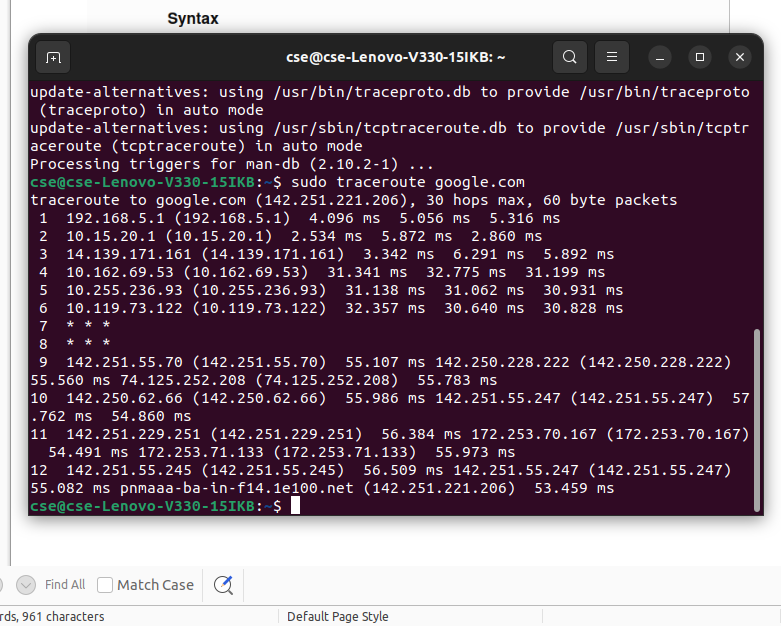 Syntax
cse@cse-Lenovo-V330-15IKB: ~
update-alternatives: using /usr/bin/traceproto.db to provide /usr/bin/traceproto
 (traceproto) in auto mode
update-alternatives: using /usr/sbin/tcptraceroute.db to provide /usr/sbin/tcptr
aceroute (tcptraceroute) in auto mode
Processing triggers for man-db (2.10.2-1) ...
cse@cse-Lenovo-V330-15IKB:~$ sudo traceroute google.com
traceroute to google.com (142.251.221.206), 30 hops max, 60 byte packets
 1  192.168.5.1 (192.168.5.1)  4.096 ms  5.056 ms  5.316 ms
 2  10.15.20.1 (10.15.20.1)  2.534 ms  5.872 ms  2.860 ms
 3  14.139.171.161 (14.139.171.161)  3.342 ms  6.291 ms  5.892 ms
 4  10.162.69.53 (10.162.69.53)  31.341 ms  32.775 ms  31.199 ms
 5  10.255.236.93 (10.255.236.93)  31.138 ms  31.062 ms  30.931 ms
 6  10.119.73.122 (10.119.73.122)  32.357 ms  30.640 ms  30.828 ms
 7  * * *
 8  * * *
 9  142.251.55.70 (142.251.55.70)  55.107 ms 142.250.228.222 (142.250.228.222)
55.560 ms 74.125.252.208 (74.125.252.208)  55.783 ms
10  142.250.62.66 (142.250.62.66)  55.986 ms 142.251.55.247 (142.251.55.247)  57
.762 ms  54.860 ms
11  142.251.229.251 (142.251.229.251)  56.384 ms 172.253.70.167 (172.253.70.167)
  54.491 ms 172.253.71.133 (172.253.71.133)  55.973 ms
12  142.251.55.245 (142.251.55.245)  56.509 ms 142.251.55.247 (142.251.55.247)
55.082 ms pnmaaa-ba-in-f14.1e100.net (142.251.221.206)  53.459 ms
cse@cse-Lenovo-V330-15IKB:~$
Find All Match Case
rds, 961 characters Default Page Style